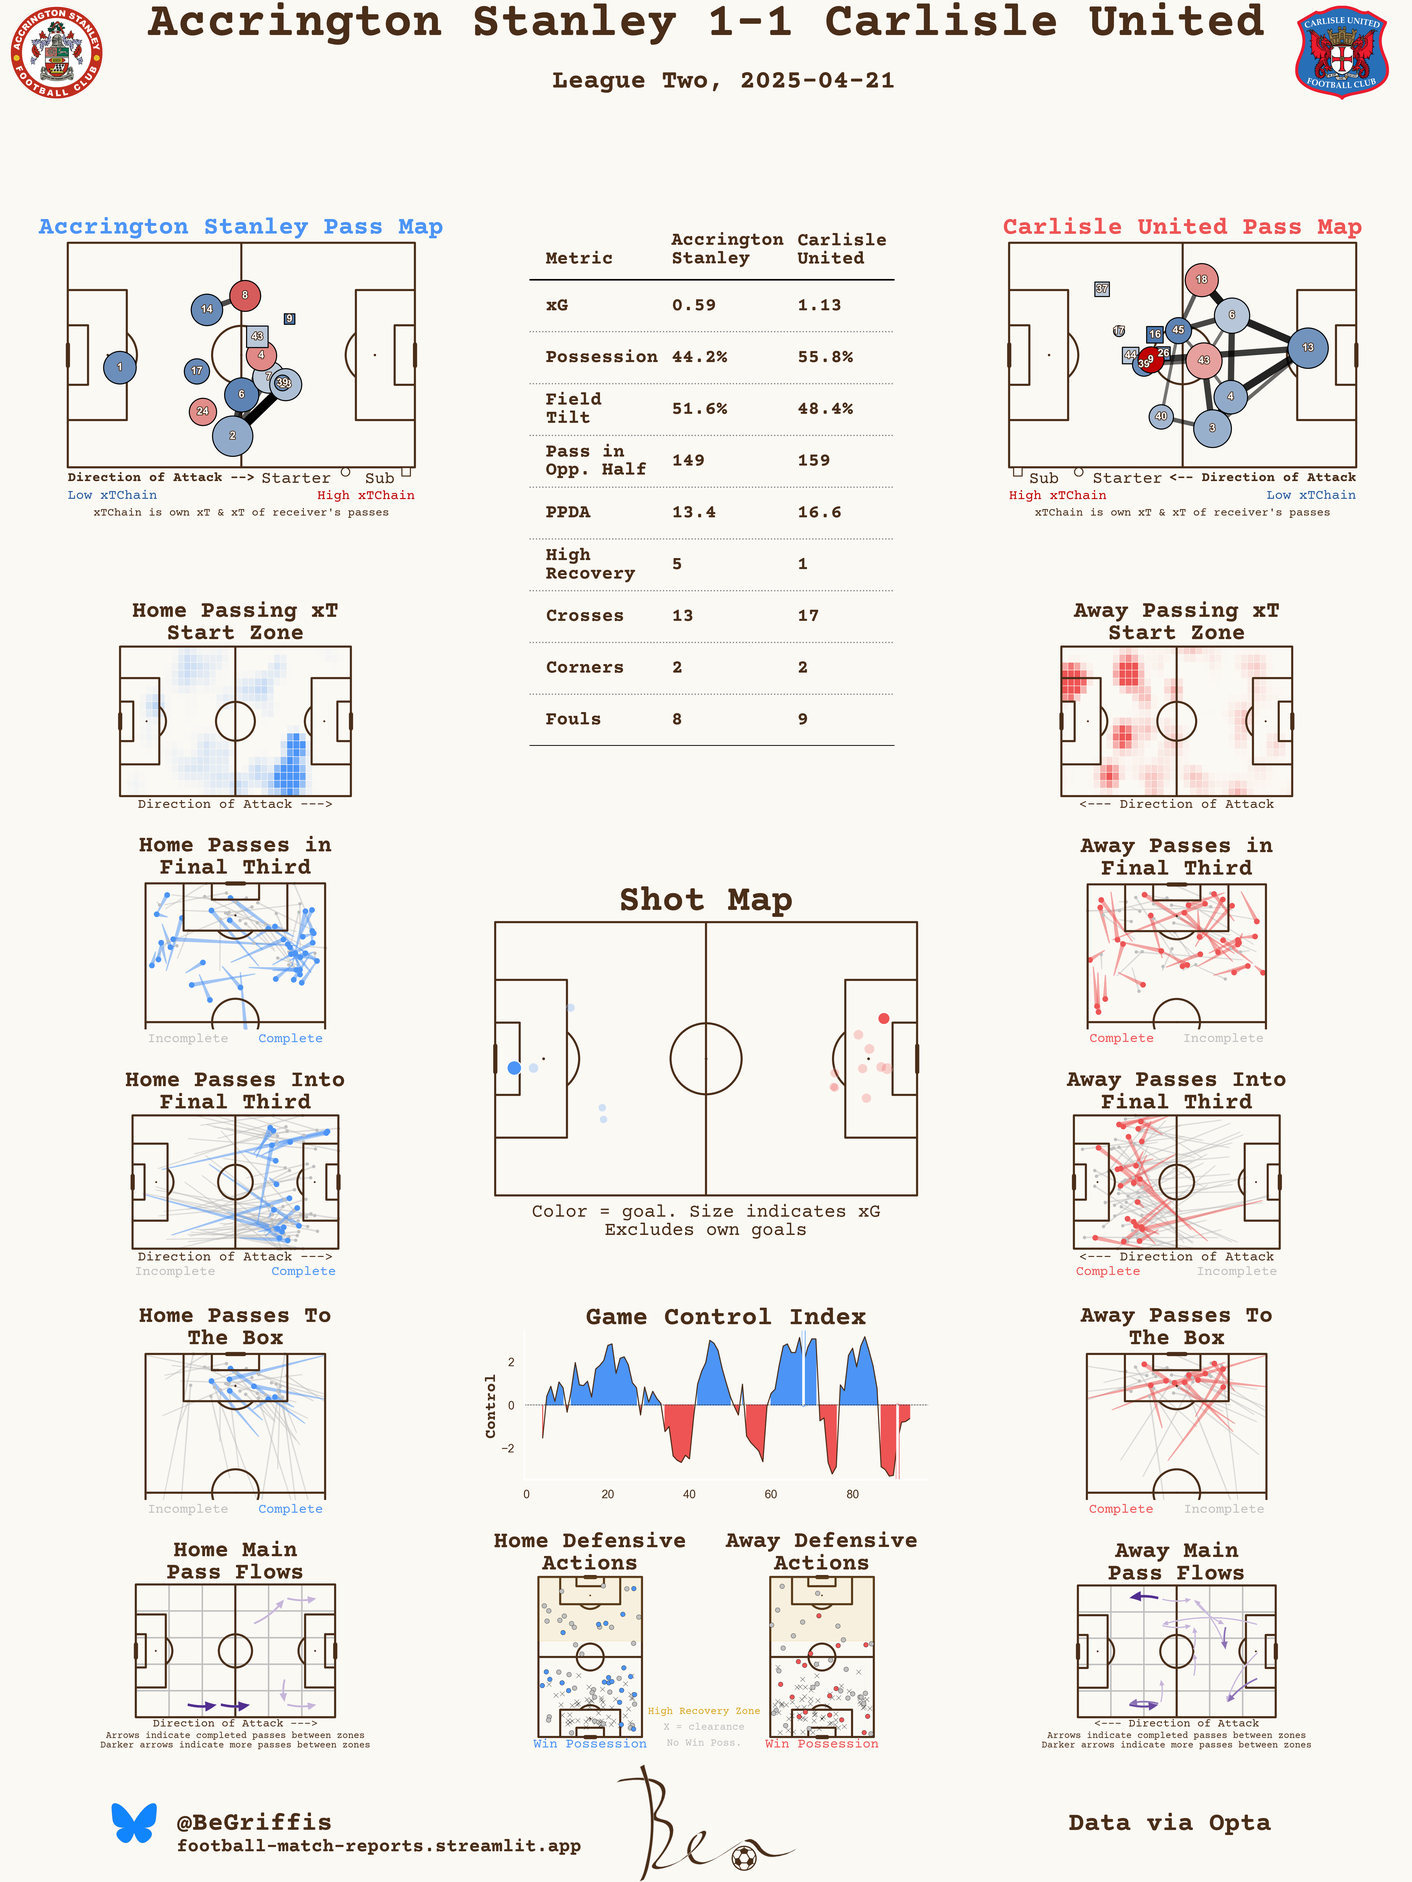 Accrington Stanley 1-1 Carlisle United
League Two, 2025-04-21
ACCRINGTON STANLEY
FOOTBALL CLUB
CARLISLE UNITED
FOOTBALL CLUB
Accrington Stanley Pass Map
1
14
8
9
43
4
17
7
39
6
24
2
Direction of Attack --> Starter Sub
Low xTChain High xTChain
xTChain is own xT & xT of receiver's passes
Metric Accrington Stanley Carlisle United
xG 0.59 1.13
Possession 44.2% 55.8%
Field Tilt 51.6% 48.4%
Pass in Opp. Half 149 159
PPDA 13.4 16.6
High Recovery 5 1
Crosses 13 17
Corners 2 2
Fouls 8 9
Carlisle United Pass Map
18
37
6
17
16
45
13
44
26
39
9
43
4
40
3
Sub Starter <-- Direction of Attack
High xTChain Low xTChain
xTChain is own xT & xT of receiver's passes
Home Passing xT
Start Zone
Direction of Attack --->
Away Passing xT
Start Zone
<--- Direction of Attack
Home Passes in
Final Third
Incomplete Complete
Away Passes in
Final Third
Complete Incomplete
Shot Map
Color = goal. Size indicates xG
Excludes own goals
Home Passes Into
Final Third
Direction of Attack --->
Incomplete Complete
Away Passes Into
Final Third
<--- Direction of Attack
Complete Incomplete
Home Passes To
The Box
Incomplete Complete
Game Control Index
Control
2
0
−2
0 20 40 60 80
Away Passes To
The Box
Complete Incomplete
Home Main
Pass Flows
Direction of Attack --->
Arrows indicate completed passes between zones
Darker arrows indicate more passes between zones
Home Defensive
Actions
Win Possession
Away Defensive
Actions
Win Possession
High Recovery Zone
X = clearance
No Win Poss.
Away Main
Pass Flows
<--- Direction of Attack
Arrows indicate completed passes between zones
Darker arrows indicate more passes between zones
@BeGriffis
football-match-reports.streamlit.app
Ben
Data via Opta